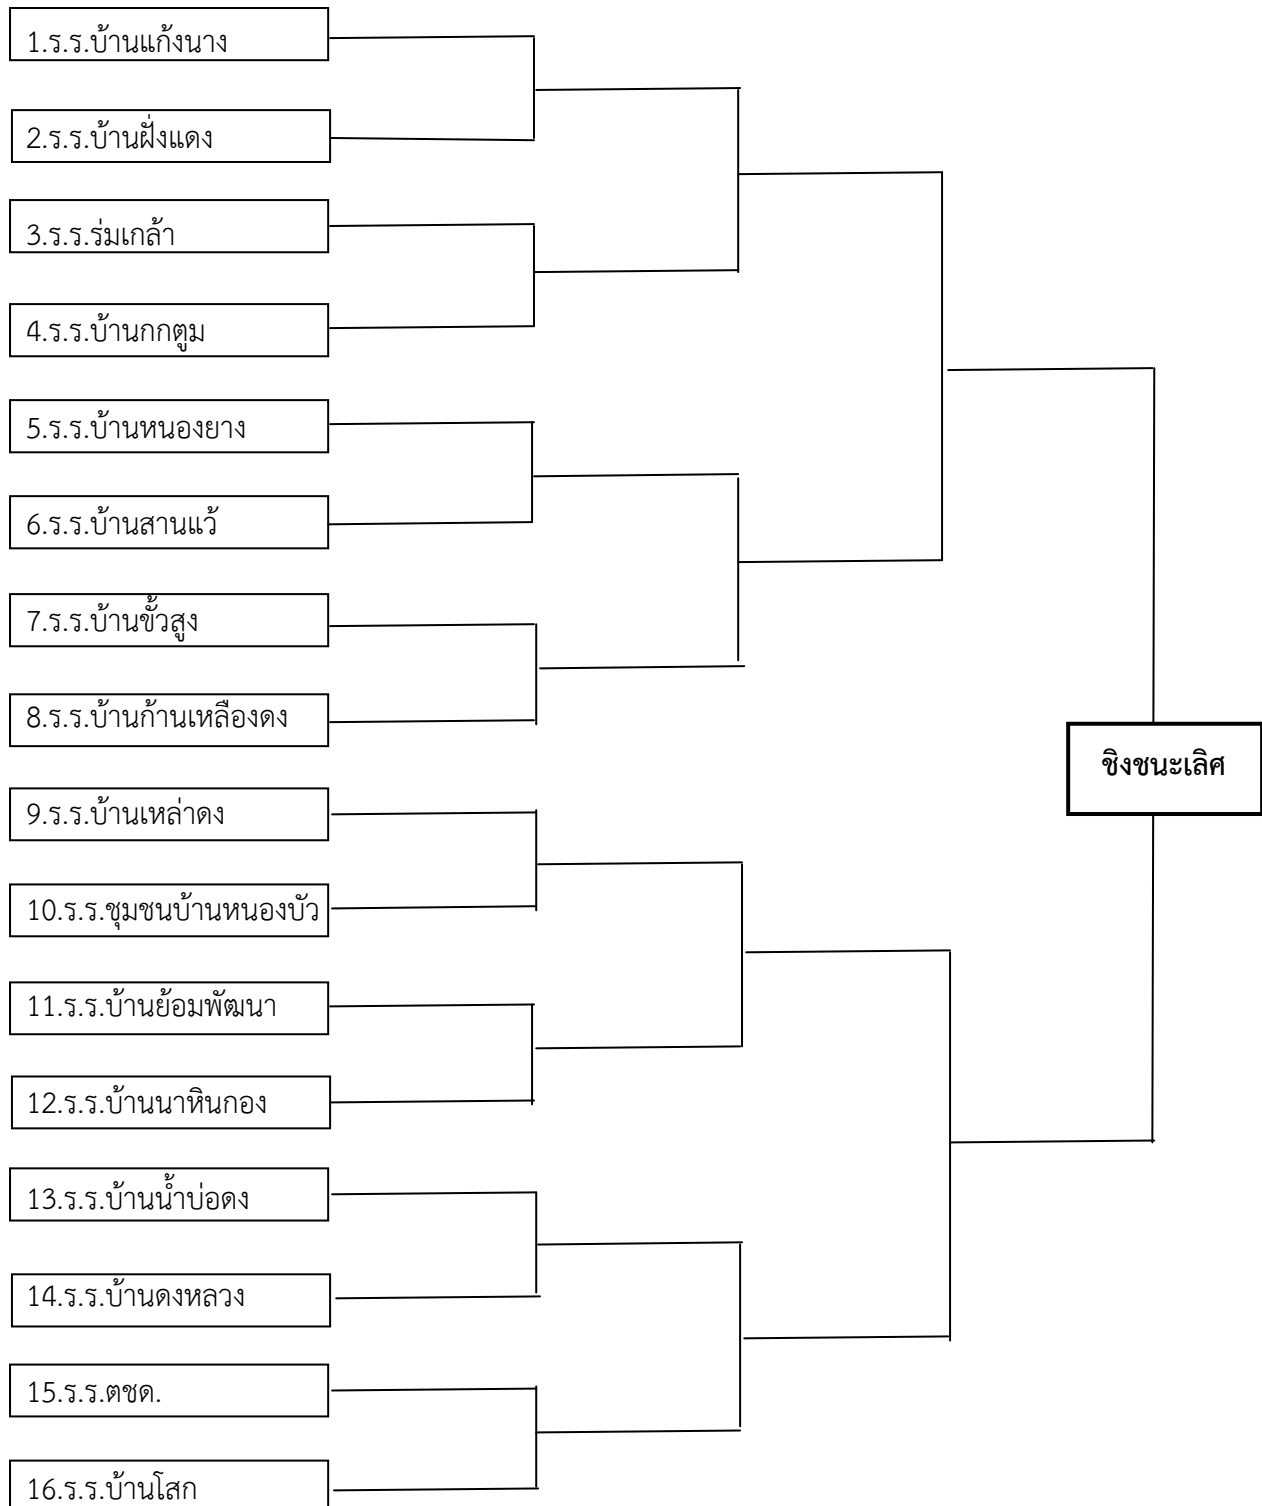 1.ร.ร.บ้านแก้งนาง
2.ร.ร.บ้านฝั่งแดง
3.ร.ร.ร่มเกล้า
4.ร.ร.บ้านกกตูม
5.ร.ร.บ้านหนองยาง
6.ร.ร.บ้านสานแว้
7.ร.ร.บ้านขั้วสูง
8.ร.ร.บ้านก้านเหลืองดง
ชิงชนะเลิศ
9.ร.ร.บ้านเหล่าดง
10.ร.ร.ชุมชนบ้านหนองบัว
11.ร.ร.บ้านย้อมพัฒนา
12.ร.ร.บ้านนาหินกอง
13.ร.ร.บ้านน้ำบ่อดง
14.ร.ร.บ้านดงหลวง
15.ร.ร.ตชด.
16.ร.ร.บ้านโสก